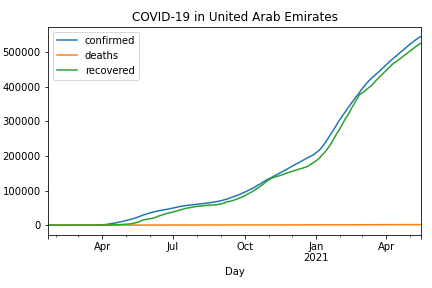 COVID-19 in United Arab Emirates
confirmed
deaths
recovered
500000
400000
300000
200000
100000
0
Apr Jul Oct Jan Apr
2021
Day